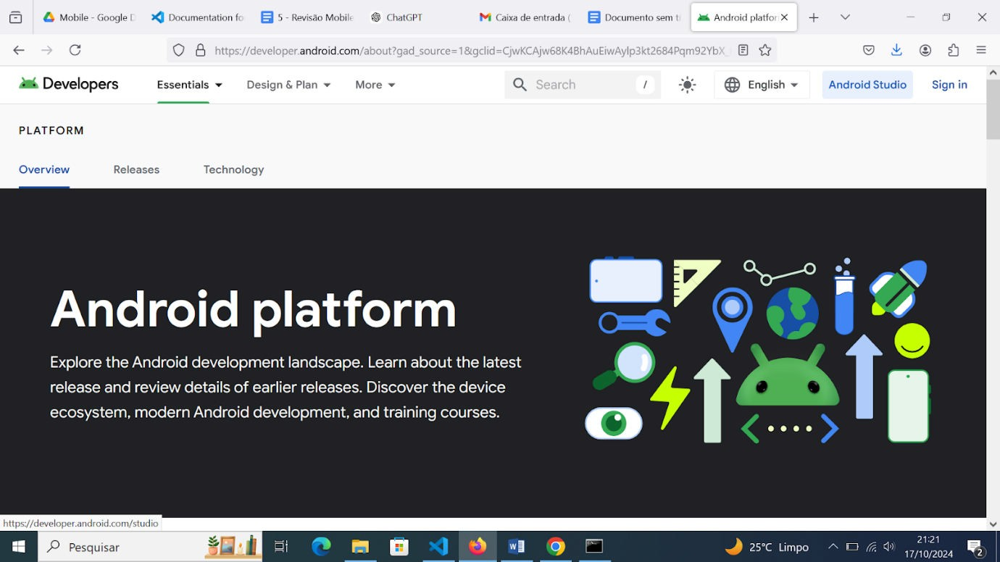 Mobile - Google D
Documentation fo
5 - Revisão Mobile
ChatGPT
Caixa de entrada (
Documento sem tí
Android platfor
https://developer.android.com/about?gad_source=1&gclid=CjwKCAjw68K4BhAuEiwAylp3kt2684Pqm92YbX_
Developers
Essentials
Design & Plan
More
Search
/
English
Android Studio
Sign in
PLATFORM
Overview
Releases
Technology
Android platform
Explore the Android development landscape. Learn about the latest
release and review details of earlier releases. Discover the device
ecosystem, modern Android development, and training courses.
https://developer.android.com/studio
Pesquisar
25°C Limpo
21:21
17/10/2024
2